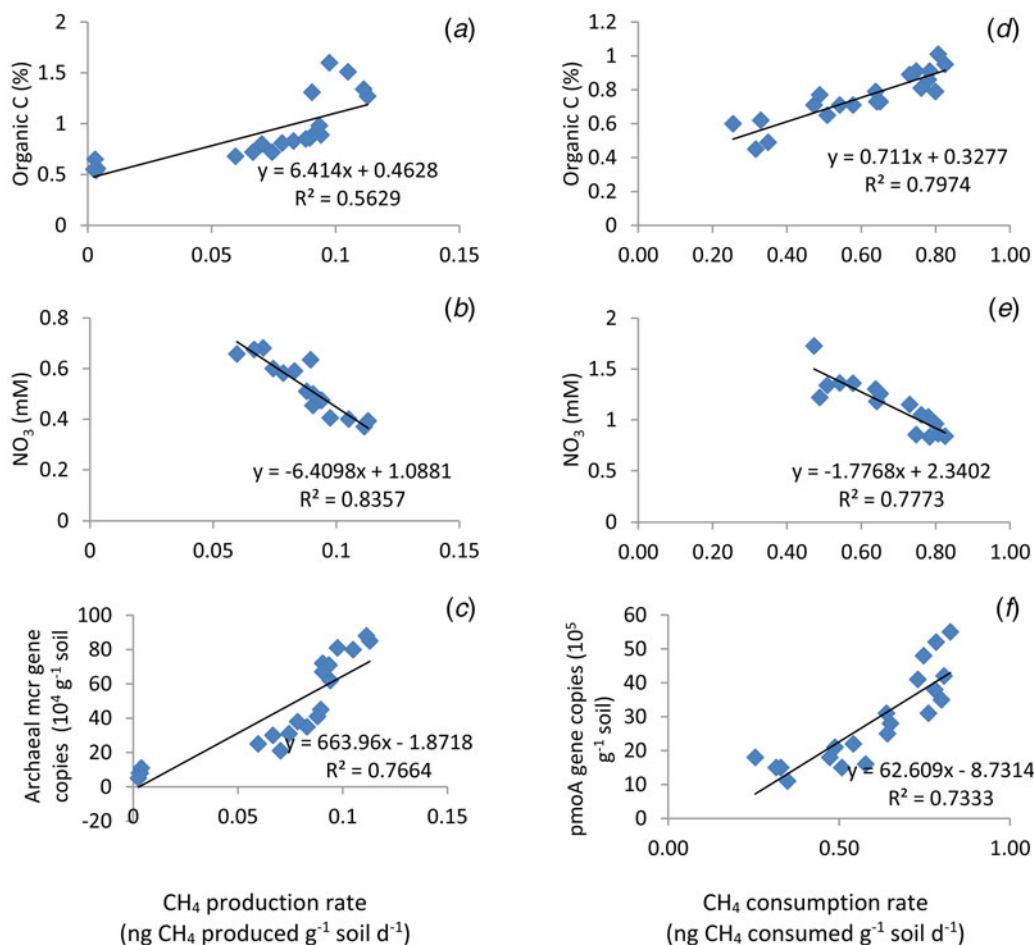 (a)
Organic C (%)
2
1.5
1
0.5
0
y = 6.414x + 0.4628
R² = 0.5629
0 0.05 0.1 0.15
(d)
Organic C (%)
1.2
1
0.8
0.6
0.4
0.2
0
y = 0.711x + 0.3277
R² = 0.7974
0.00 0.20 0.40 0.60 0.80 1.00
(b)
NO₃ (mM)
0.8
0.6
0.4
0.2
0
y = -6.4098x + 1.0881
R² = 0.8357
0 0.05 0.1 0.15
(e)
NO₃ (mM)
2
1.5
1
0.5
0
y = -1.7768x + 2.3402
R² = 0.7773
0.00 0.20 0.40 0.60 0.80 1.00
(c)
Archaeal mcr gene
copies (10⁴ g⁻¹ soil
100
80
60
40
20
0
-20
y = 663.96x - 1.8718
R² = 0.7664
0 0.05 0.1 0.15
(f)
pmoA gene copies (10⁵
g⁻¹ soil)
60
50
40
30
20
10
0
y = 62.609x - 8.7314
R² = 0.7333
0.00 0.50 1.00
CH₄ production rate
(ng CH₄ produced g⁻¹ soil d⁻¹)
CH₄ consumption rate
(ng CH₄ consumed g⁻¹ soil d⁻¹)